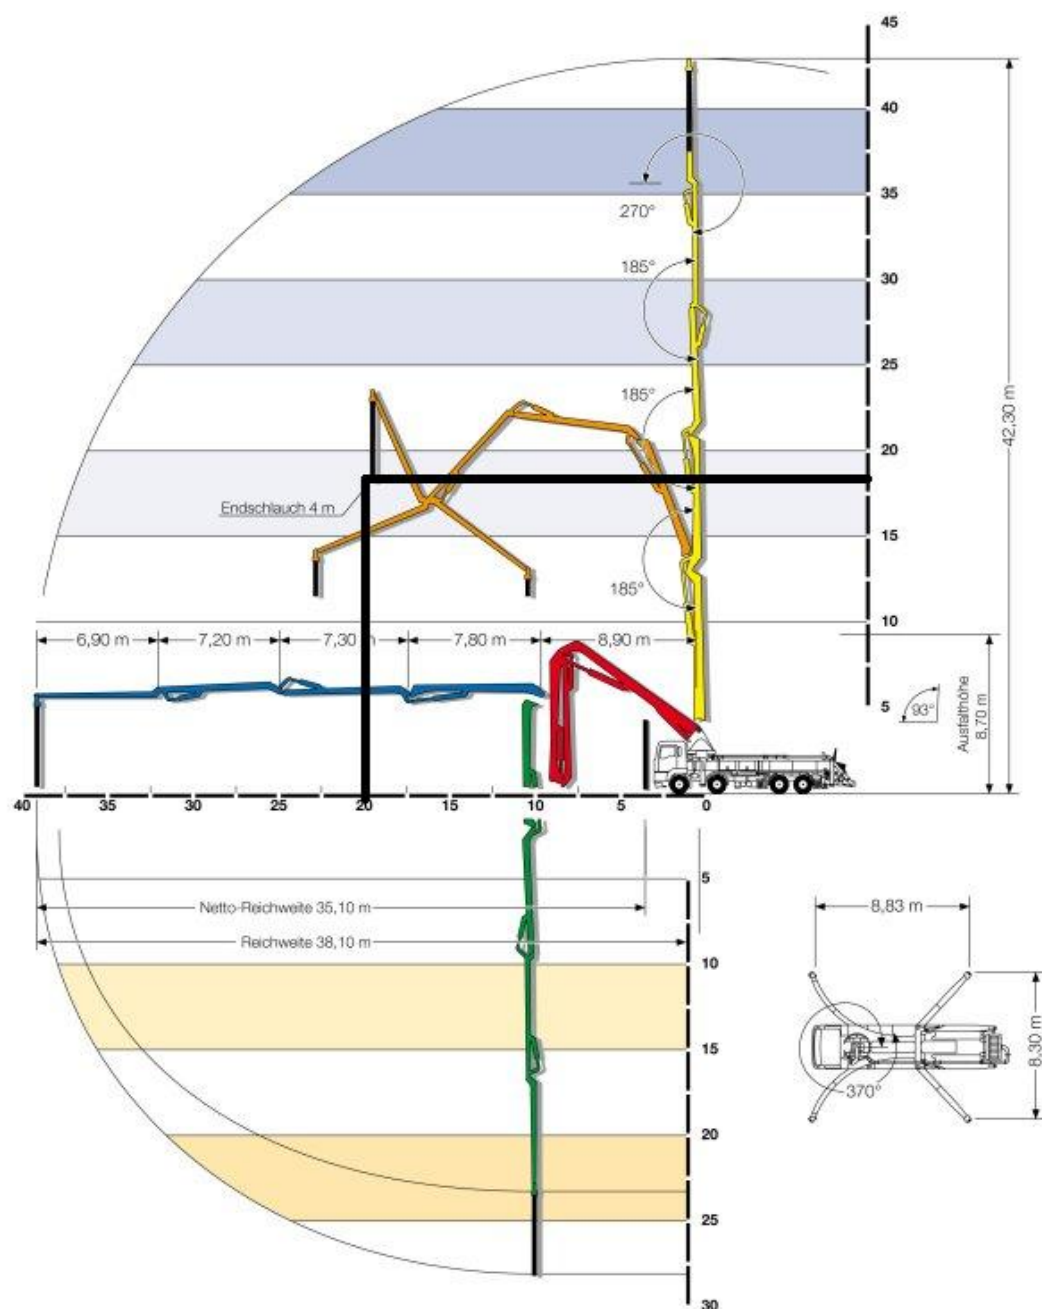 45
40
270°
35
185°
30
25
185°
42,30 m
20
Endschlauch 4 m
15
185°
10
6,90 m
7,20 m
7,30 m
7,80 m
8,90 m
5
93°
Ausfalthöhe
8,70 m
40
35
30
25
20
15
10
5
0
5
Netto-Reichweite 35,10 m
8,83 m
Reichweite 38,10 m
10
15
370°
8,30 m
20
25
30